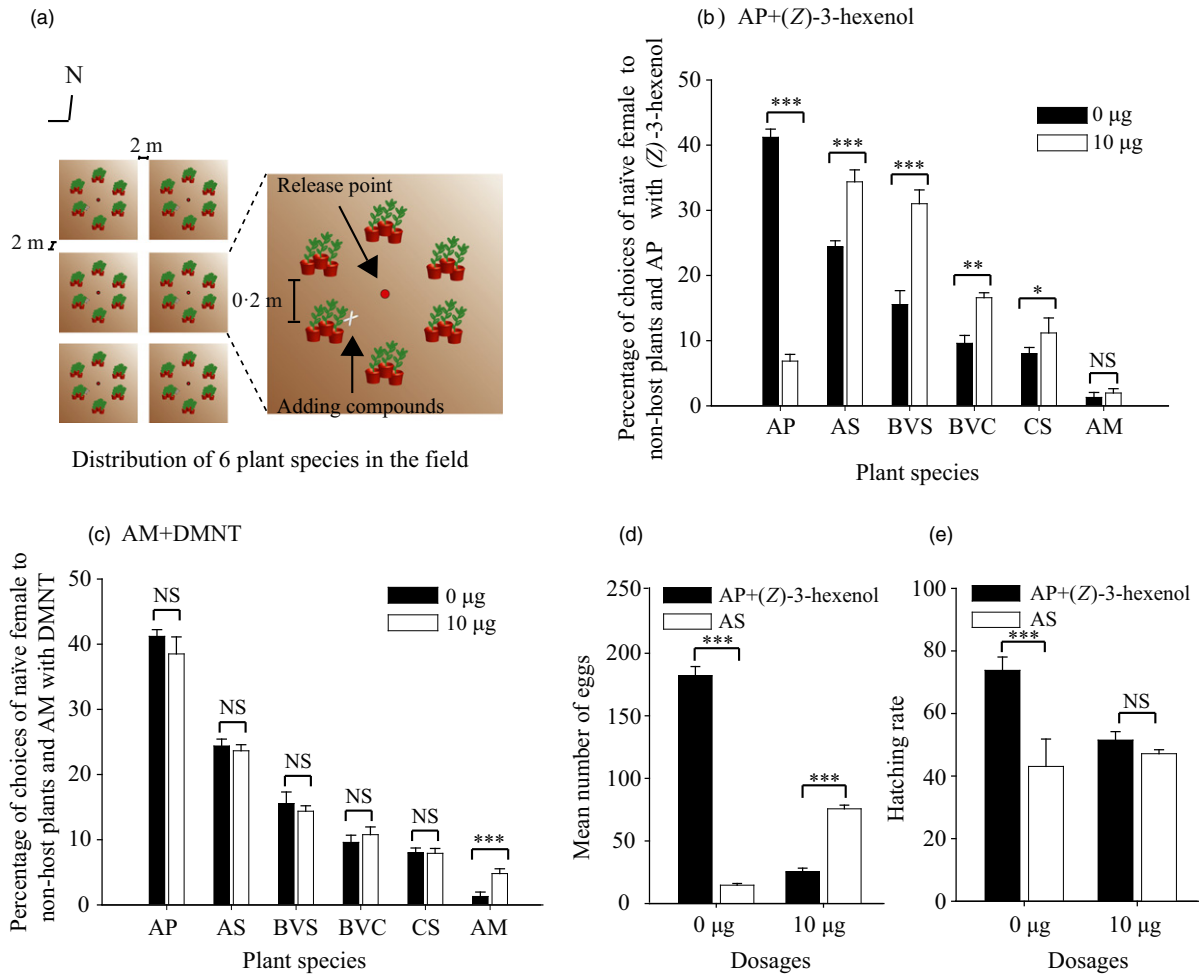 (a)
N
2 m
2 m
Release point
0·2 m
Adding compounds
Distribution of 6 plant species in the field
(b) AP+(Z)-3-hexenol
Percentage of choices of naïve female to
non-host plants and AP with (Z)-3-hexenol
50
40
30
20
10
0
***
***
***
**
*
NS
0 µg
10 µg
AP AS BVS BVC CS AM
Plant species
(c) AM+DMNT
Percentage of choices of naïve female to
non-host plants and AM with DMNT
50
40
30
20
10
0
NS
NS
NS
NS
NS
***
0 µg
10 µg
AP AS BVS BVC CS AM
Plant species
(d)
Mean number of eggs
250
200
150
100
50
0
AP+(Z)-3-hexenol
AS
***
***
0 µg 10 µg
Dosages
(e)
Hatching rate
100
80
60
40
20
0
AP+(Z)-3-hexenol
AS
***
NS
0 µg 10 µg
Dosages